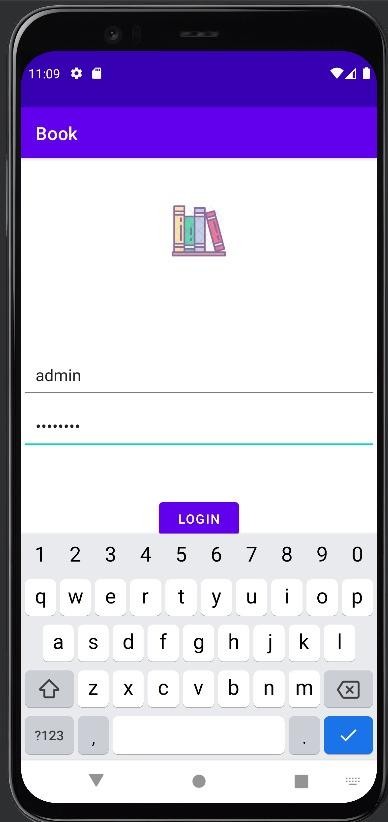 11:09
Book
admin
••••••••
LOGIN
1 2 3 4 5 6 7 8 9 0
q w e r t y u i o p
a s d f g h j k l
z x c v b n m
?123 , .